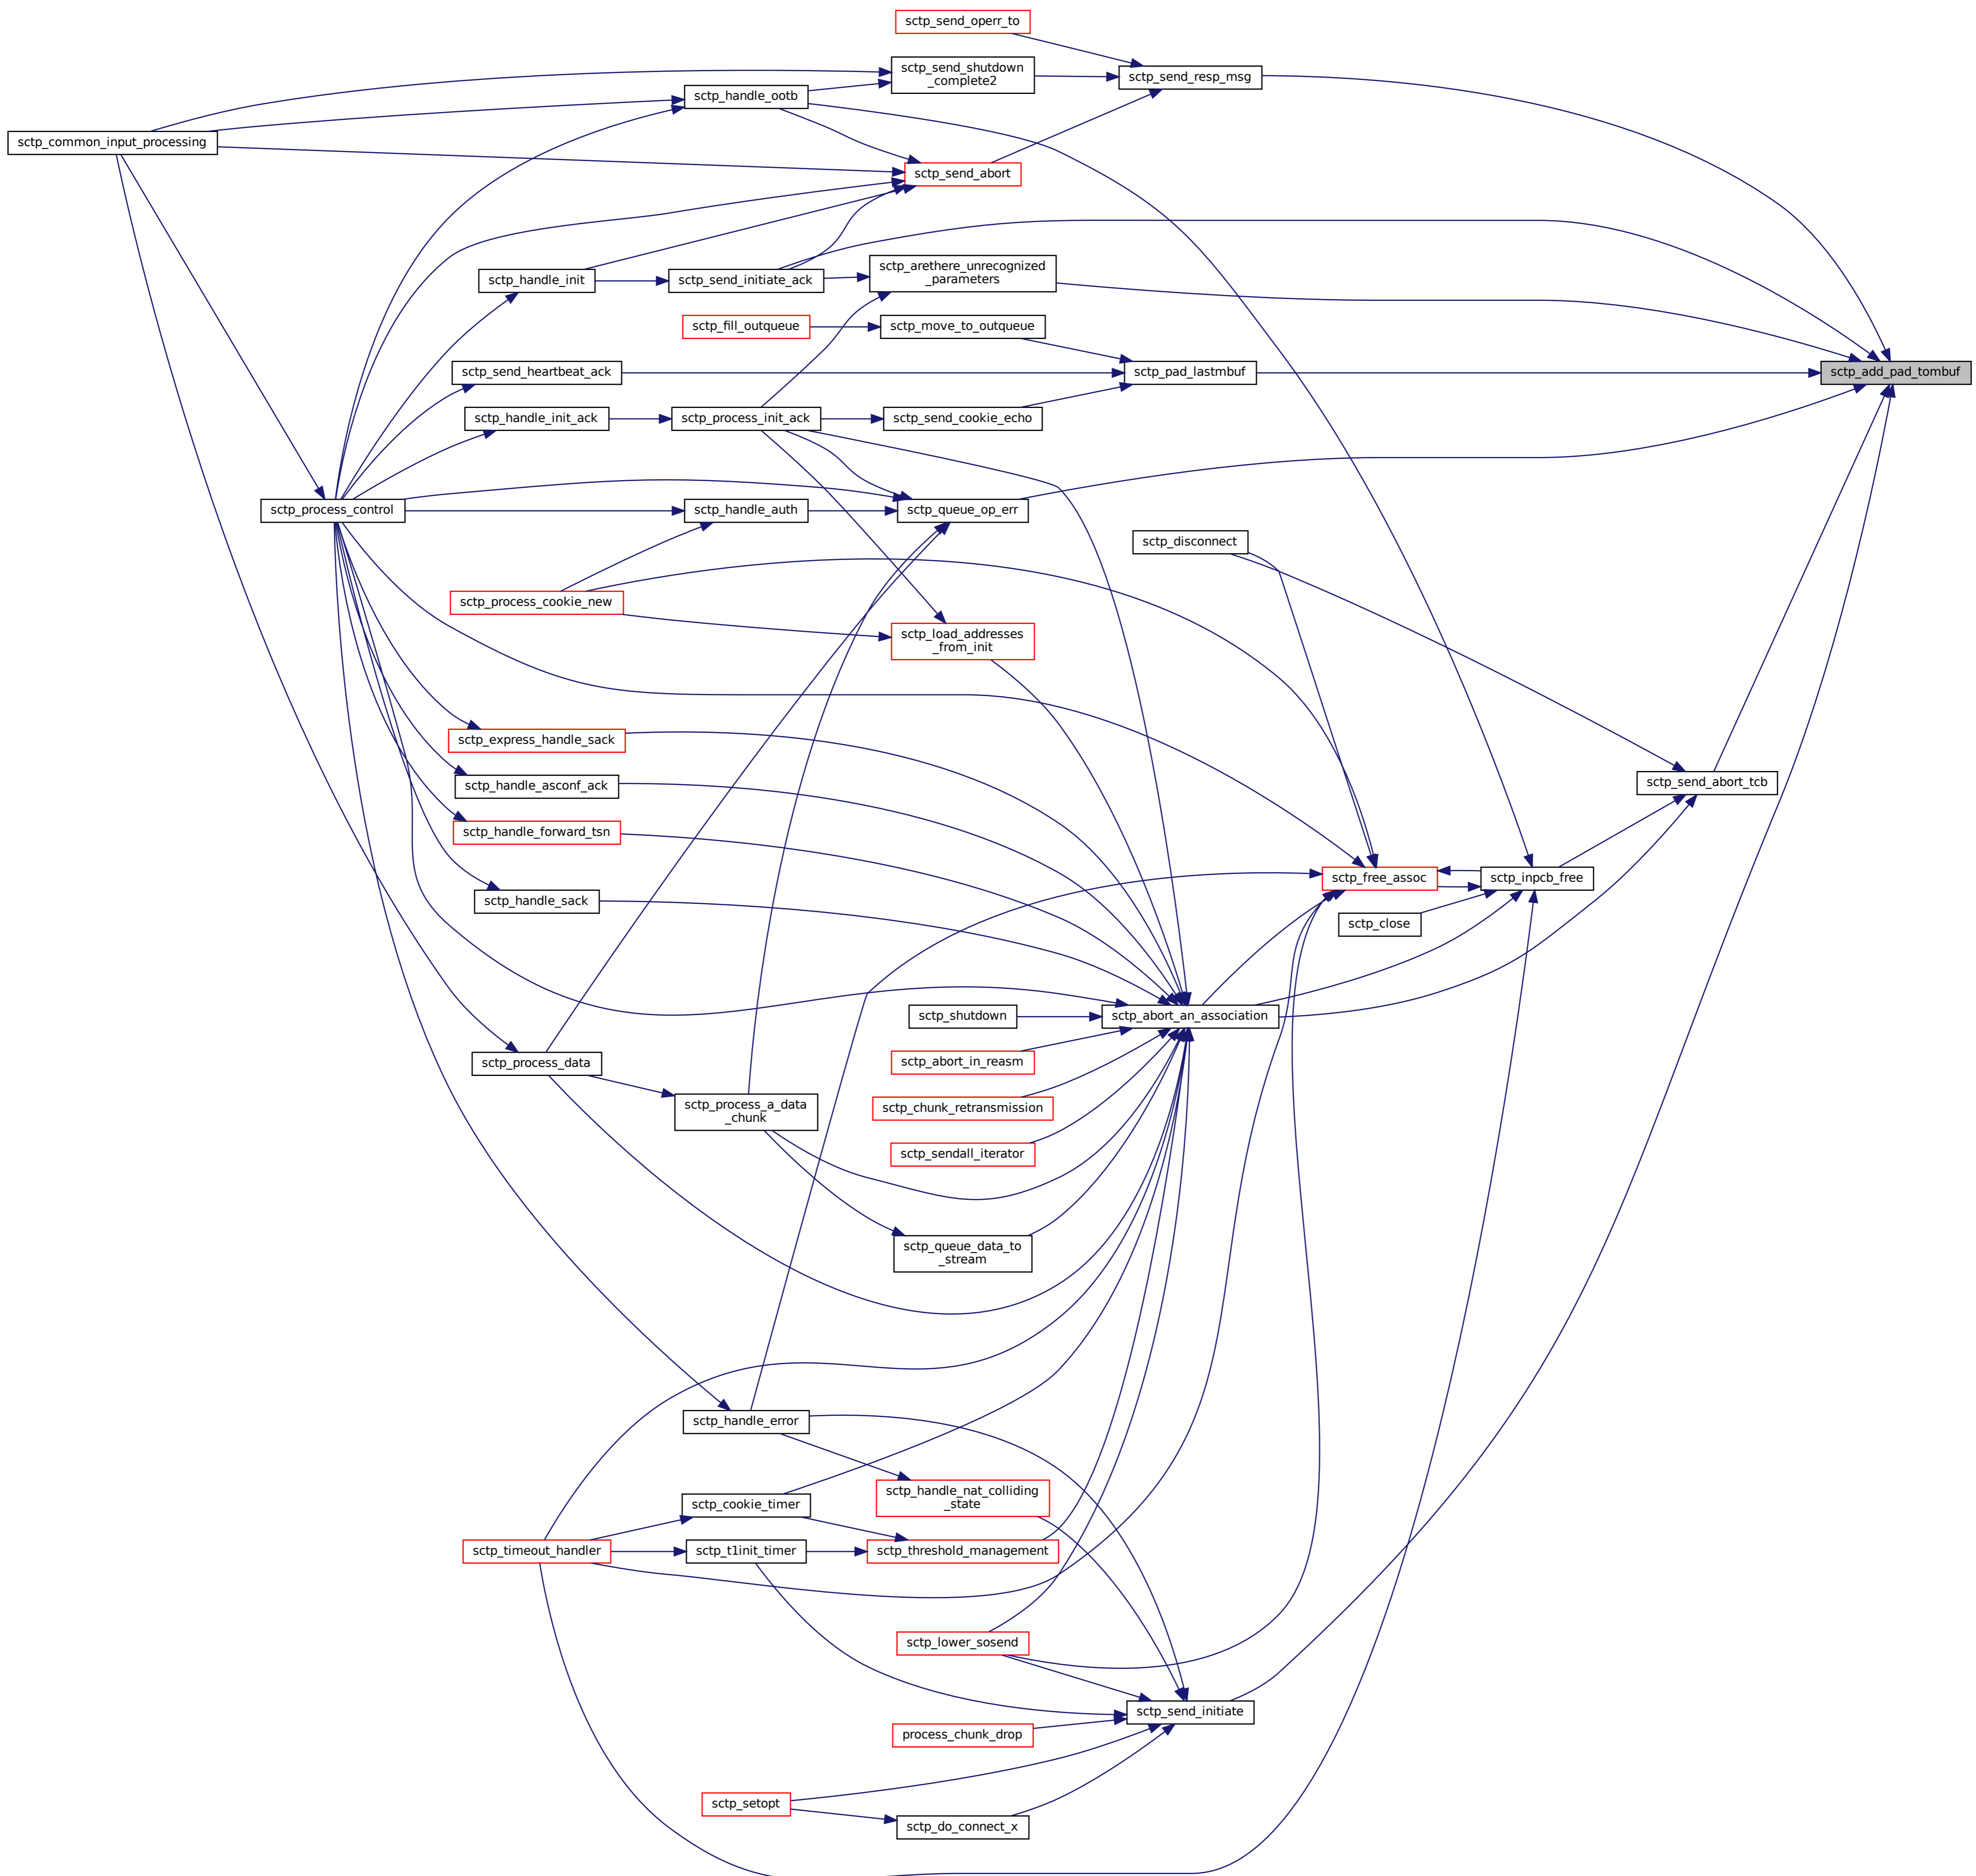 sctp_send_operr_to
sctp_send_shutdown
_complete2
sctp_send_resp_msg
sctp_handle_ootb
sctp_common_input_processing
sctp_send_abort
sctp_arethere_unrecognized
_parameters
sctp_handle_init
sctp_send_initiate_ack
sctp_fill_outqueue
sctp_move_to_outqueue
sctp_send_heartbeat_ack
sctp_pad_lastmbuf
sctp_add_pad_tombuf
sctp_handle_init_ack
sctp_process_init_ack
sctp_send_cookie_echo
sctp_process_control
sctp_handle_auth
sctp_queue_op_err
sctp_disconnect
sctp_process_cookie_new
sctp_load_addresses
_from_init
sctp_express_handle_sack
sctp_handle_asconf_ack
sctp_send_abort_tcb
sctp_handle_forward_tsn
sctp_free_assoc
sctp_inpcb_free
sctp_handle_sack
sctp_close
sctp_shutdown
sctp_abort_an_association
sctp_process_data
sctp_abort_in_reasm
sctp_process_a_data
_chunk
sctp_chunk_retransmission
sctp_sendall_iterator
sctp_queue_data_to
_stream
sctp_handle_error
sctp_handle_nat_colliding
_state
sctp_cookie_timer
sctp_timeout_handler
sctp_t1init_timer
sctp_threshold_management
sctp_lower_sosend
sctp_send_initiate
process_chunk_drop
sctp_setopt
sctp_do_connect_x